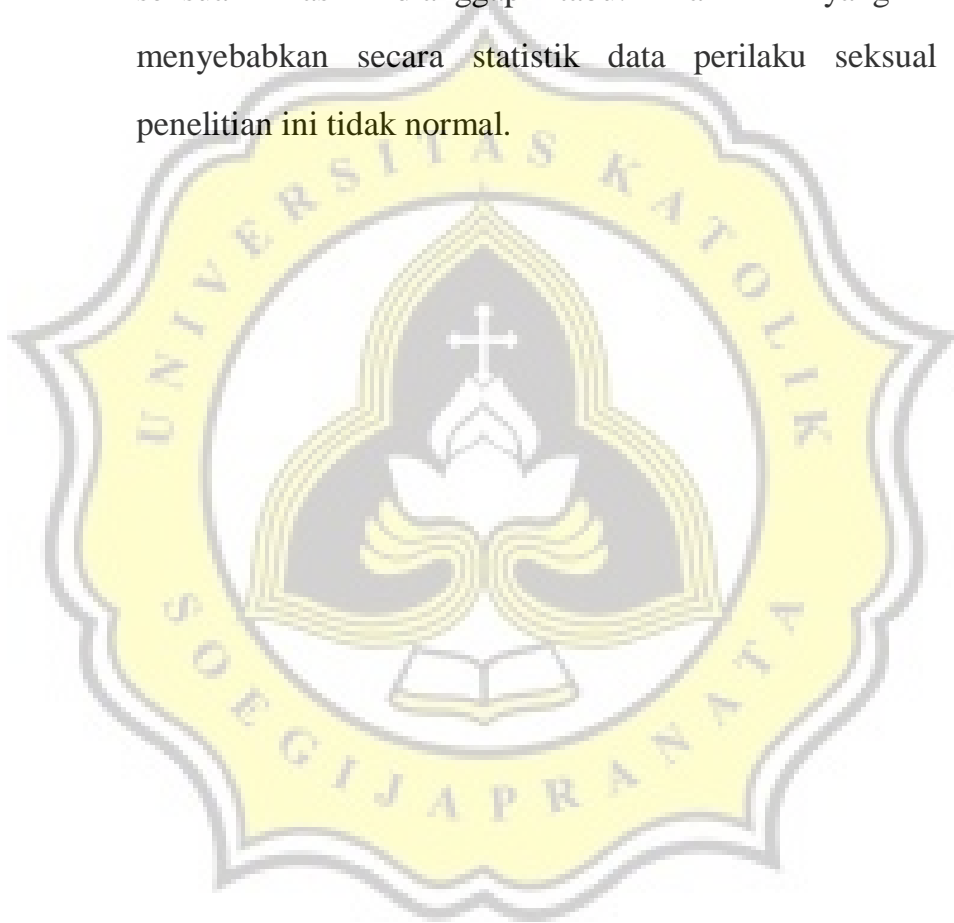 menyebabkan secara statistik data perilaku seksual
penelitian ini tidak normal.
UNIVERSITAS KATOLIK
SOEGIJAPRANATA